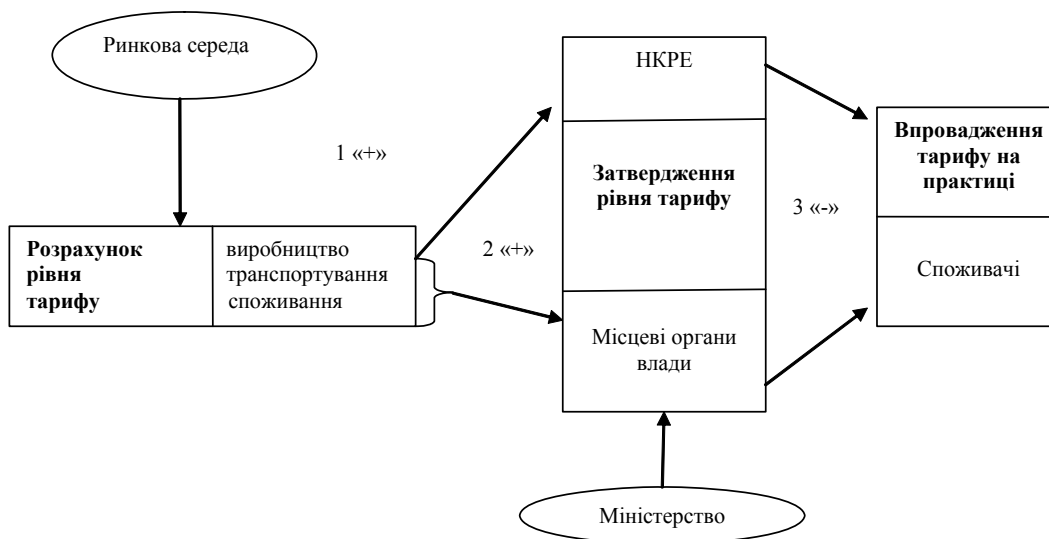 Ринкова середа
НКРЕ
1 «+»
Впровадження
тарифу на
практиці
Затвердження
рівня тарифу
3 «-»
Розрахунок
рівня
тарифу
виробництво
транспортування
споживання
2 «+»
Споживачі
Місцеві органи
влади
Міністерство